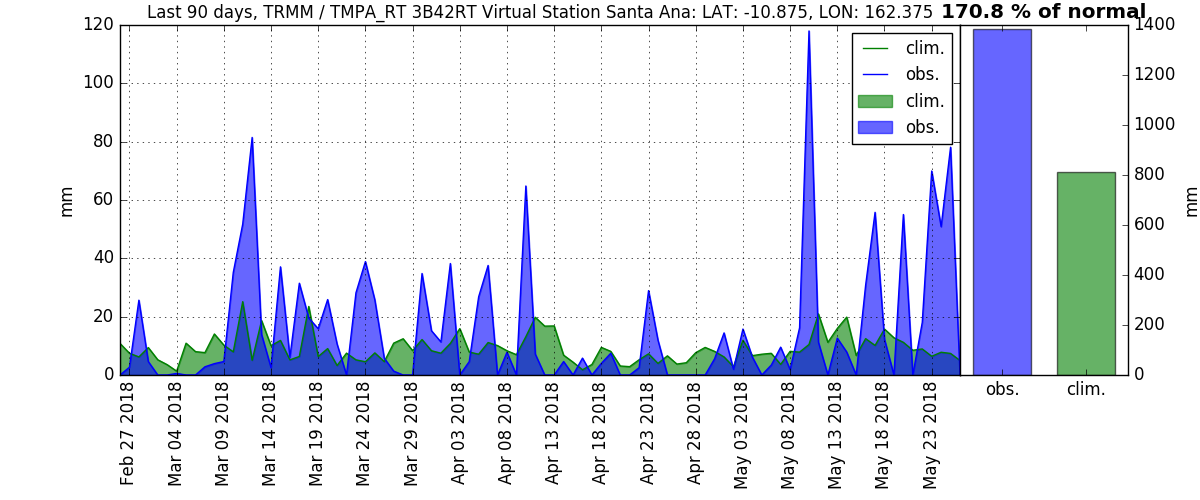 Last 90 days, TRMM / TMPA_RT 3B42RT Virtual Station Santa Ana: LAT: -10.875, LON: 162.375 170.8 % of normal
120
100
80
60
40
20
0
mm
clim.
obs.
clim.
obs.
1400
1200
1000
800
600
400
200
0
mm
obs.
clim.
Feb 27 2018
Mar 04 2018
Mar 09 2018
Mar 14 2018
Mar 19 2018
Mar 24 2018
Mar 29 2018
Apr 03 2018
Apr 08 2018
Apr 13 2018
Apr 18 2018
Apr 23 2018
Apr 28 2018
May 03 2018
May 08 2018
May 13 2018
May 18 2018
May 23 2018